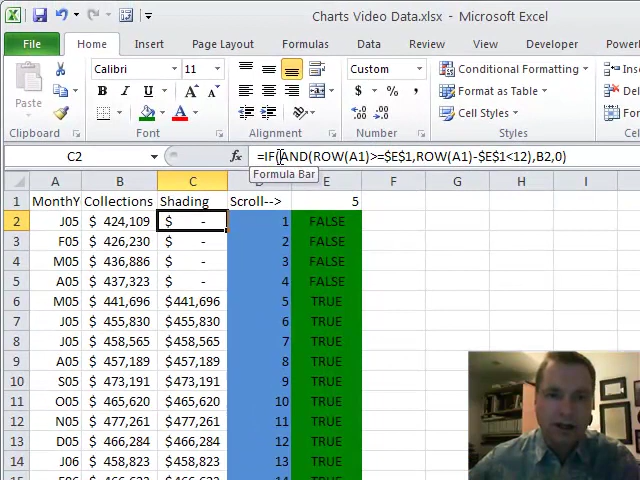 Charts Video Data.xlsx - Microsoft Excel
File Home Insert Page Layout Formulas Data Review View Developer Power
Calibri 11 Custom Conditional Formatting Inse
Paste B I U A $ % , Format as Table Dele
Cell Styles Form
Clipboard Font Alignment Number Styles Ce
C2 fx =IF(AND(ROW(A1)>=$E$1,ROW(A1)-$E$1<12),B2,0)
Formula Bar
A B C D E F G H I J
1 MonthY Collections Shading Scroll--> 5
2 J05 $ 424,109 $ - 1 FALSE
3 F05 $ 426,230 $ - 2 FALSE
4 M05 $ 436,886 $ - 3 FALSE
5 A05 $ 437,323 $ - 4 FALSE
6 M05 $ 441,696 $441,696 5 TRUE
7 J05 $ 455,830 $455,830 6 TRUE
8 J05 $ 458,565 $458,565 7 TRUE
9 A05 $ 457,189 $457,189 8 TRUE
10 S05 $ 473,191 $473,191 9 TRUE
11 O05 $ 465,620 $465,620 10 TRUE
12 N05 $ 477,261 $477,261 11 TRUE
13 D05 $ 466,284 $466,284 12 TRUE
14 J06 $ 458,823 $458,823 13 TRUE